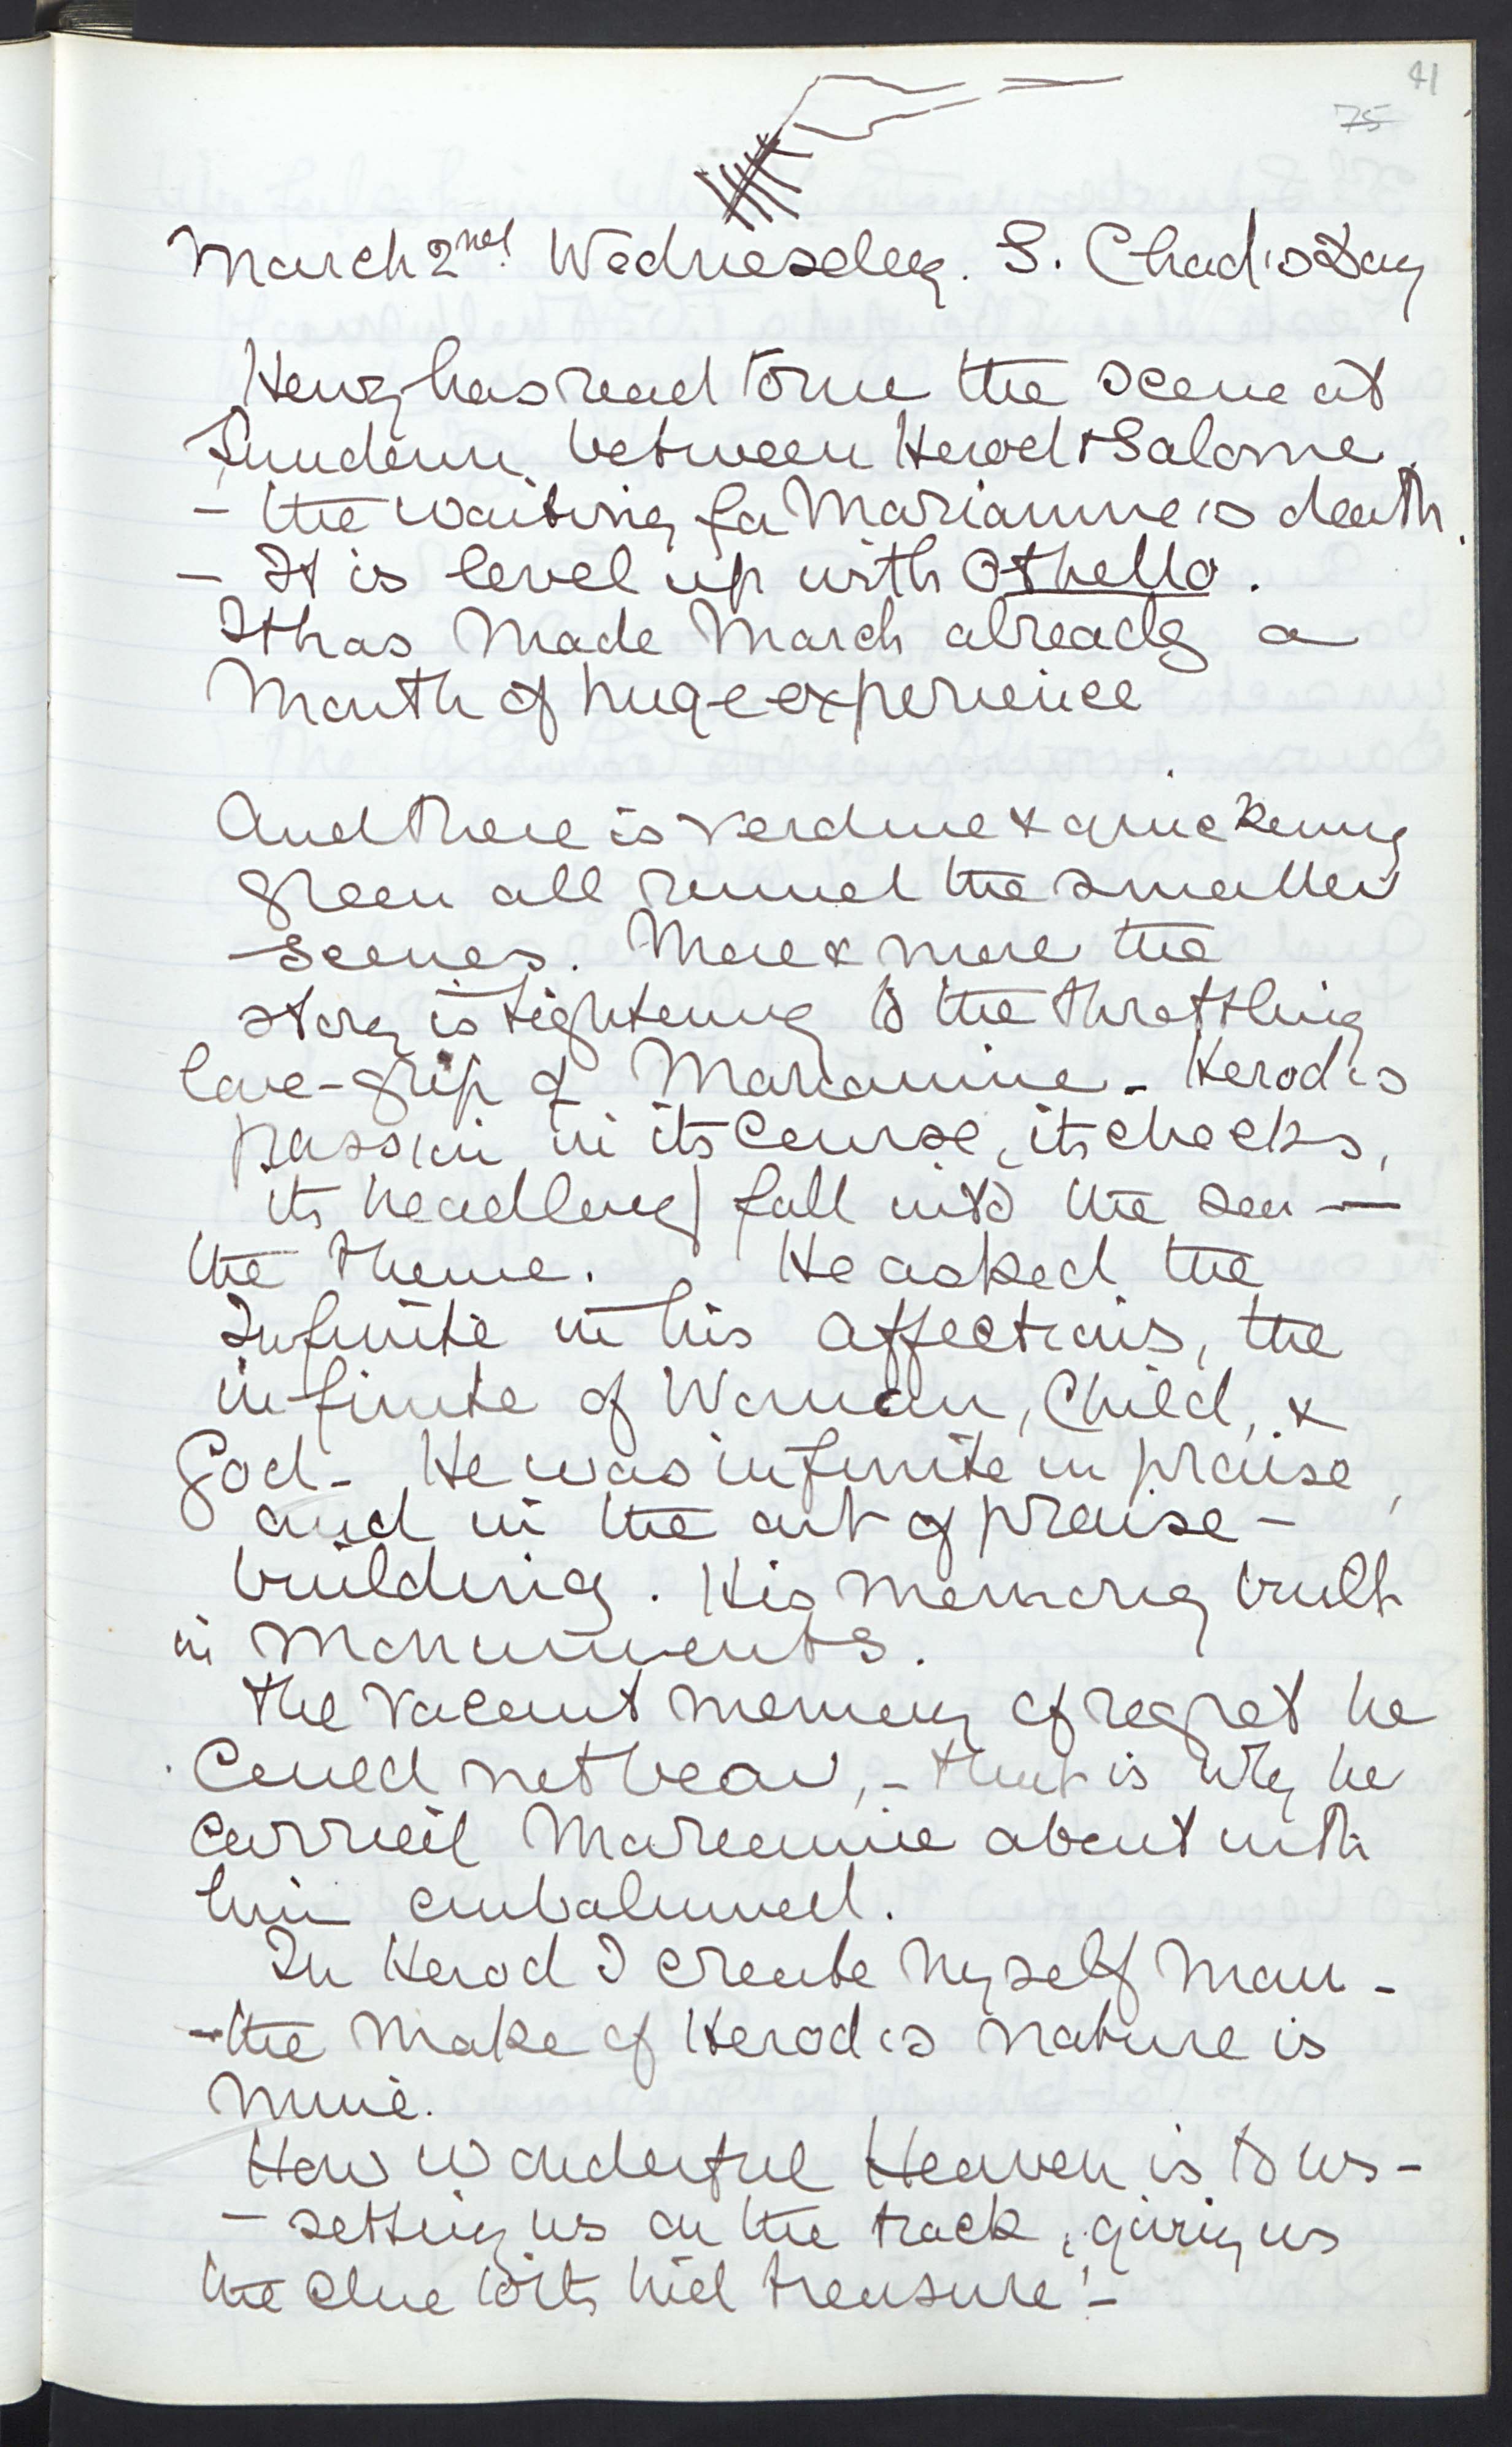 41
75
March 2nd. Wednesday. S. Chad's Day
Henry has read to me the scene at
Sundown between Herod & Salome.
- the waiting for Mariamne's death.
- It is level up with Othello.
It has made March already a
Month of huge experience
And there is verdure & quickening
green all round the smaller
scenes. More & more the
story is tightening to the throttling
love-grip of Mariamne - Herod's
passion in its course, its checks,
its headlong fall into the sea —
the theme. He asked the
Infinite in his affections, the
infinite of Woman, Child, &
God - He was infinite in praise,
and in the art of praise -
building. His memory built
in Monuments.
The vacant memory of regret he
could not bear, - that is why he
carried Mariamne about with
him embalmed.
In Herod I create myself man -
- the make of Herod's nature is
mine.
How wonderful Heaven is to us -
- setting us on the track, giving us
the clue to its hid treasure! -